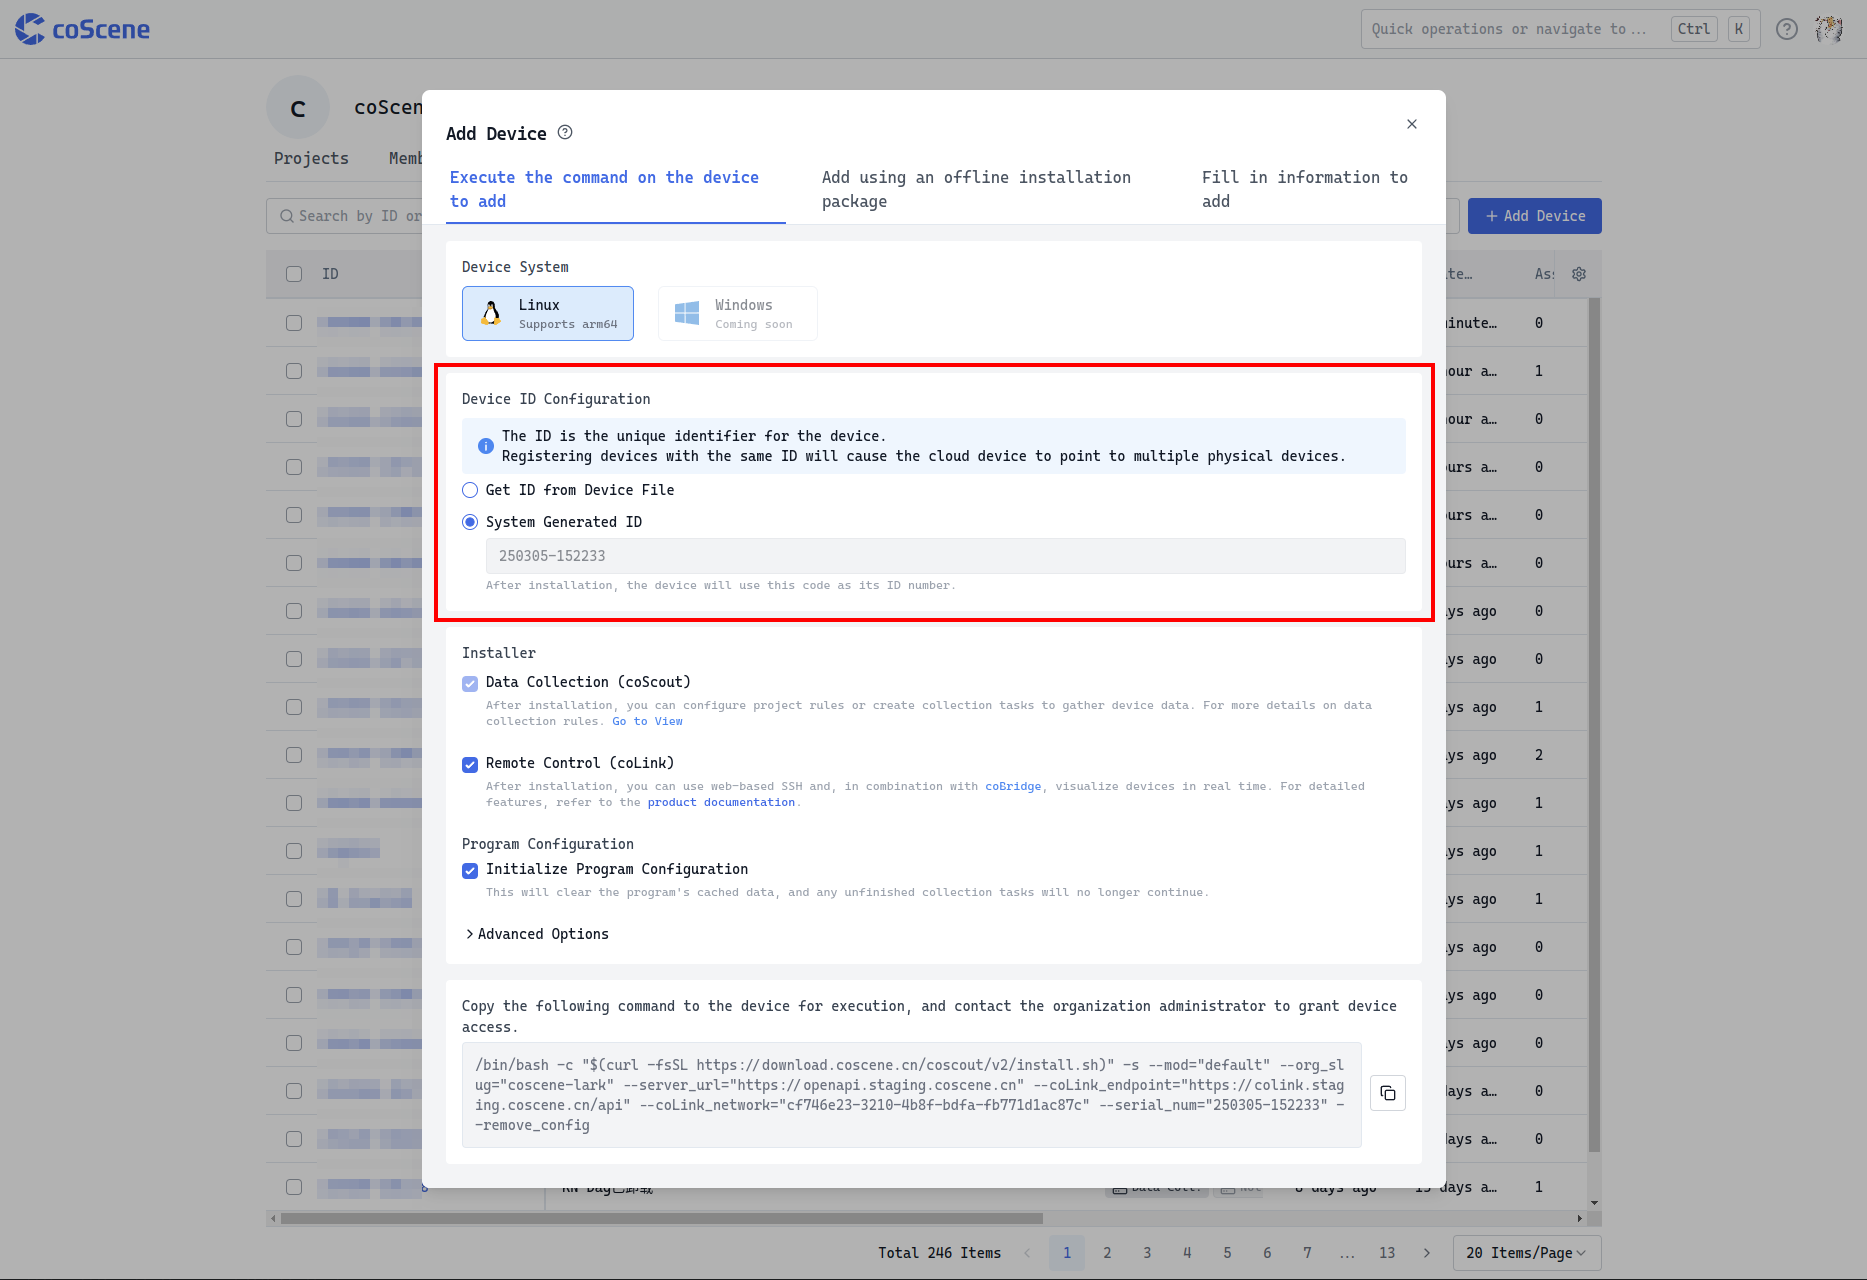 coScene
Quick operations or navigate to... Ctrl K
C
coScen
Projects Memb
Search by ID or
+ Add Device
ID
te… Ass
Add Device
Execute the command on the device
to add
Add using an offline installation
package
Fill in information to
add
Device System
Linux
Supports arm64
Windows
Coming soon
Device ID Configuration
The ID is the unique identifier for the device.
Registering devices with the same ID will cause the cloud device to point to multiple physical devices.
Get ID from Device File
System Generated ID
250305-152233
After installation, the device will use this code as its ID number.
Installer
Data Collection (coScout)
After installation, you can configure project rules or create collection tasks to gather device data. For more details on data
collection rules. Go to View
Remote Control (coLink)
After installation, you can use web-based SSH and, in combination with coBridge, visualize devices in real time. For detailed
features, refer to the product documentation.
Program Configuration
Initialize Program Configuration
This will clear the program's cached data, and any unfinished collection tasks will no longer continue.
Advanced Options
Copy the following command to the device for execution, and contact the organization administrator to grant device
access.
/bin/bash -c "$(curl -fsSL https://download.coscene.cn/coscout/v2/install.sh)" -s --mod="default" --org_sl
ug="coscene-lark" --server_url="https://openapi.staging.coscene.cn" --coLink_endpoint="https://colink.stag
ing.coscene.cn/api" --coLink_network="cf746e23-3210-4b8f-bdfa-fb771d1ac87c" --serial_num="250305-152233" -
-remove_config
inute… 0
our a… 1
our a… 0
urs a… 0
urs a… 0
urs a… 0
ys ago 0
ys ago 0
ys ago 1
ys ago 2
ys ago 1
ys ago 1
ys ago 1
ys ago 0
ys ago 0
ys ago 0
ays a… 0
ays a… 0
days a… 1
Total 246 Items
1 2 3 4 5 6 7 ... 13
20 Items/Page